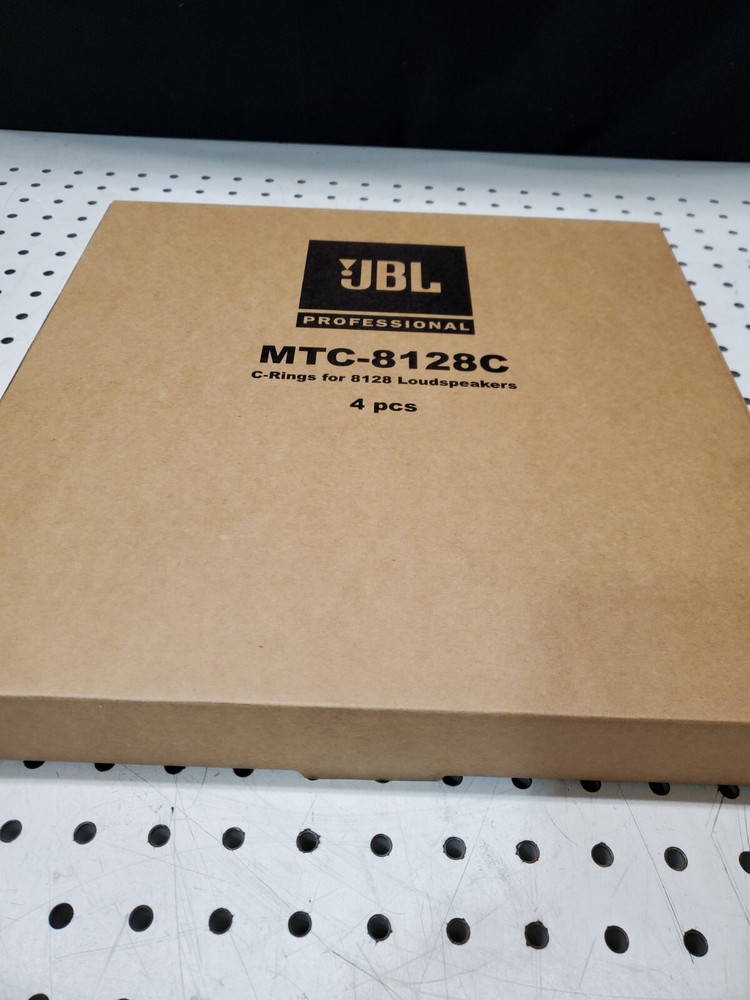 JBL
PROFESSIONAL
MTC-8128C
C-Rings for 8128 Loudspeakers
4 pcs